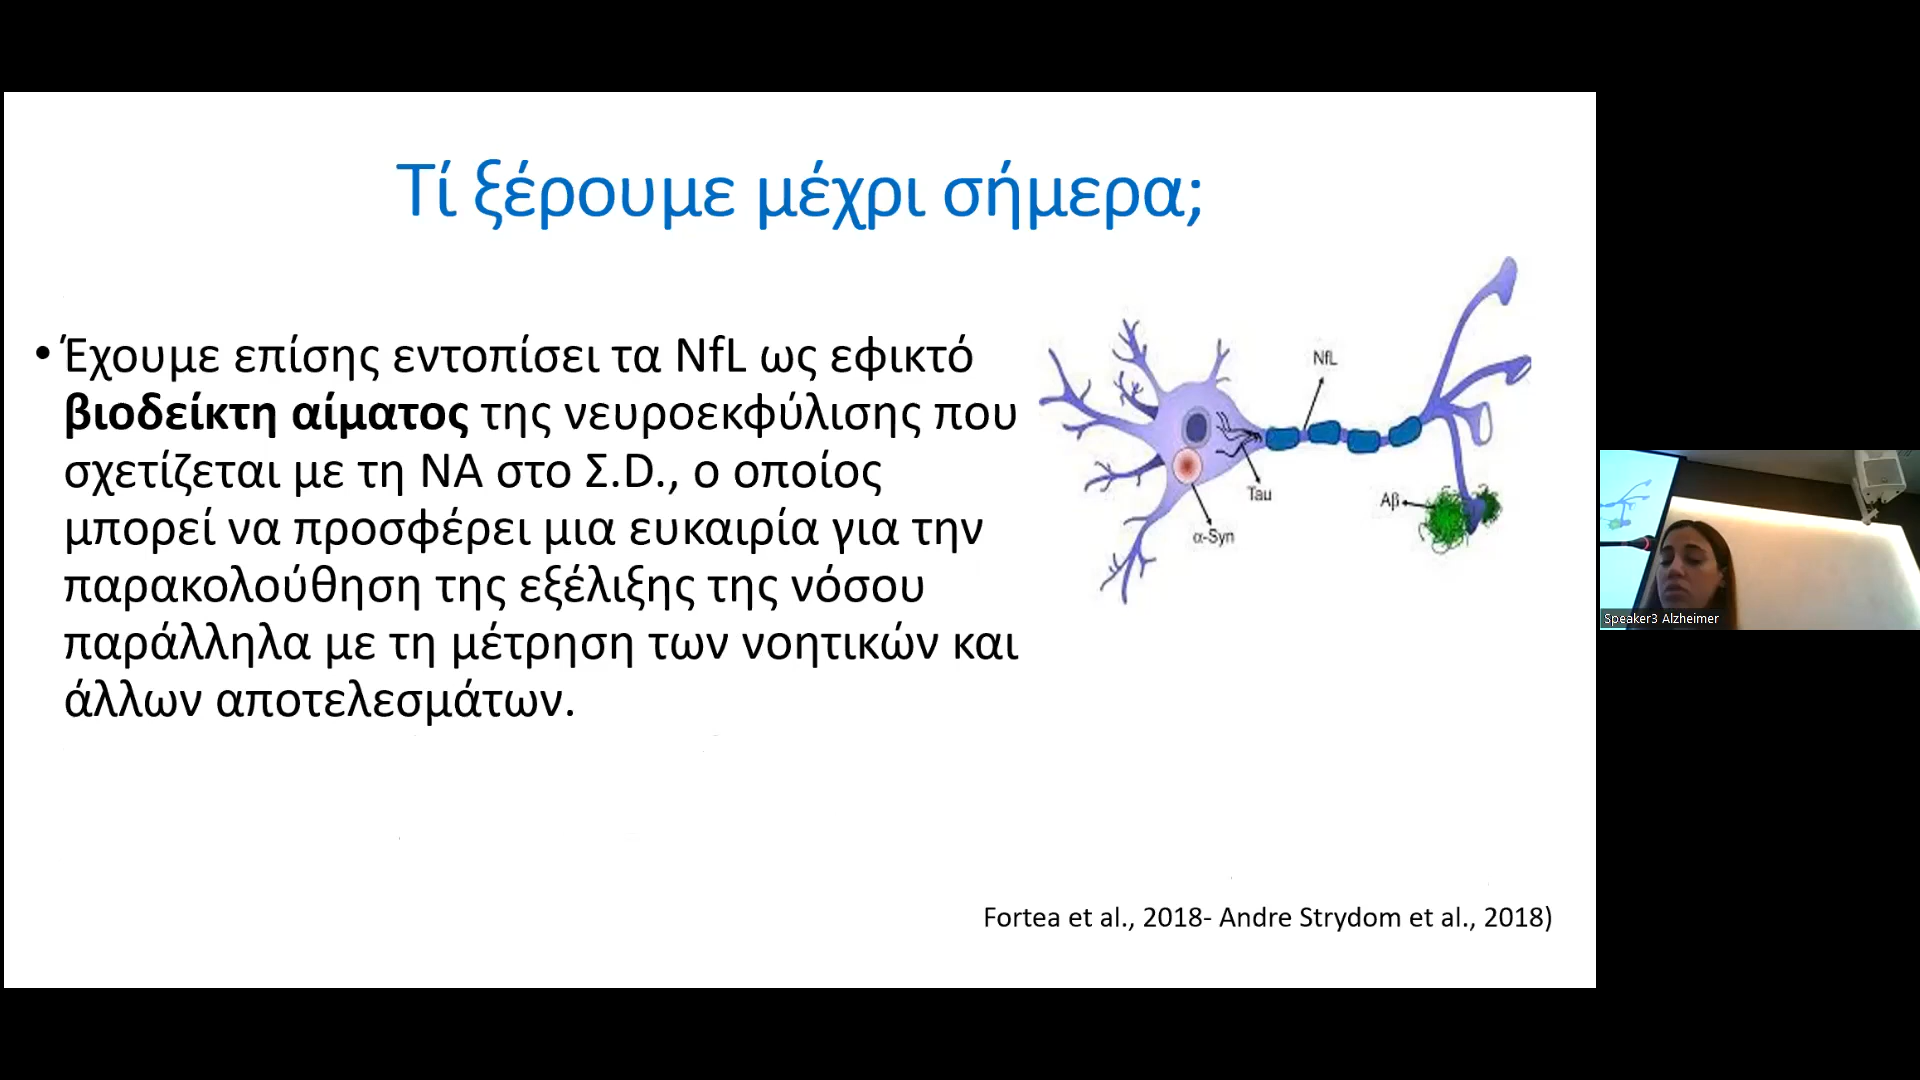 Τί ξέρουμε μέχρι σήμερα;
• Έχουμε επίσης εντοπίσει τα NfL ως εφικτό
βιοδείκτη αίματος της νευροεκφύλισης που
σχετίζεται με τη ΝΑ στο Σ.D., ο οποίος
μπορεί να προσφέρει μια ευκαιρία για την
παρακολούθηση της εξέλιξης της νόσου
παράλληλα με τη μέτρηση των νοητικών και
άλλων αποτελεσμάτων.
NfL
Tau
Aβ
α-Syn
Fortea et al., 2018- Andre Strydom et al., 2018)
Speaker3 Alzheimer